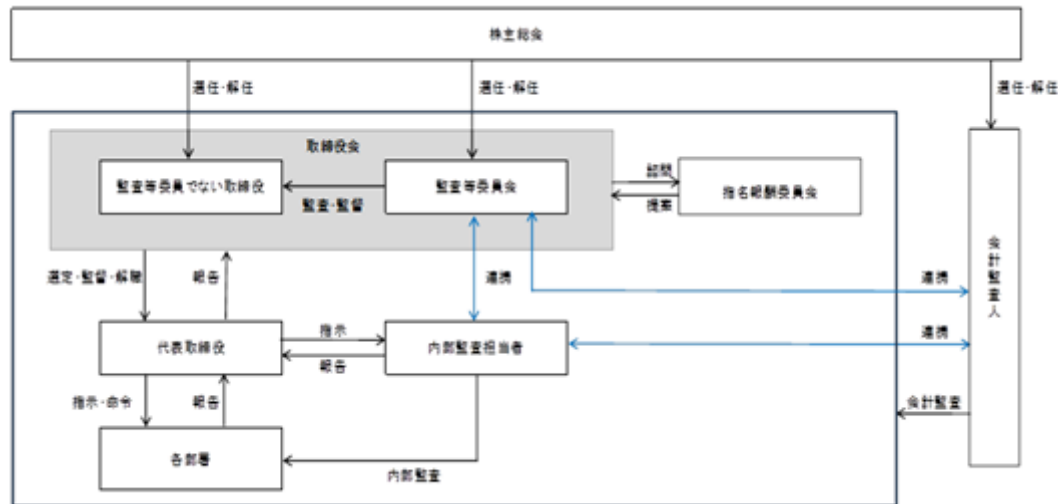 株主総会
選任・解任
選任・解任
選任・解任
取締役会
監査等委員でない取締役
監査・監督
監査等委員会
諮問
提案
指名報酬委員会
会計監査人
選定・監督・解職
報告
連携
連携
代表取締役
指示
報告
内部監査担当者
連携
指示・命令
報告
会計監査
各部署
内部監査